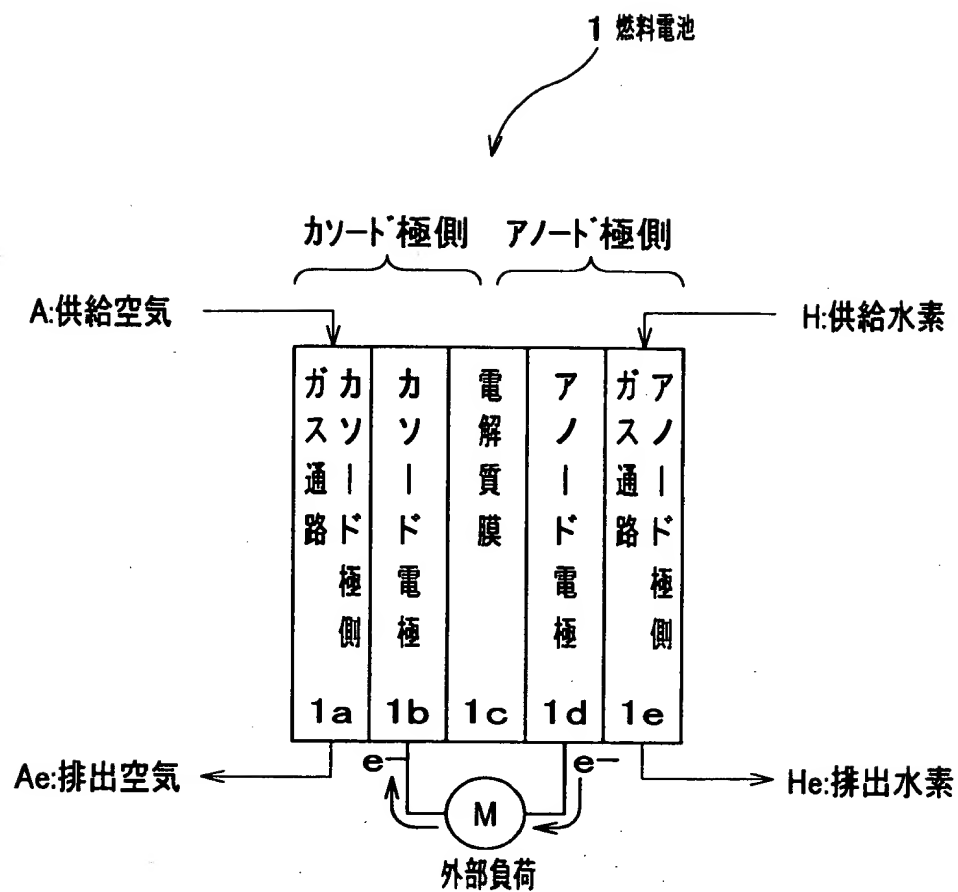 1 燃料電池
カソード極側 アノード極側
A:供給空気
H:供給水素
カソード極側
ガス通路
1a
カソード電極
1b
電解質膜
1c
アノード電極
1d
アノード極側
ガス通路
1e
e− e−
Ae:排出空気
He:排出水素
M
外部負荷